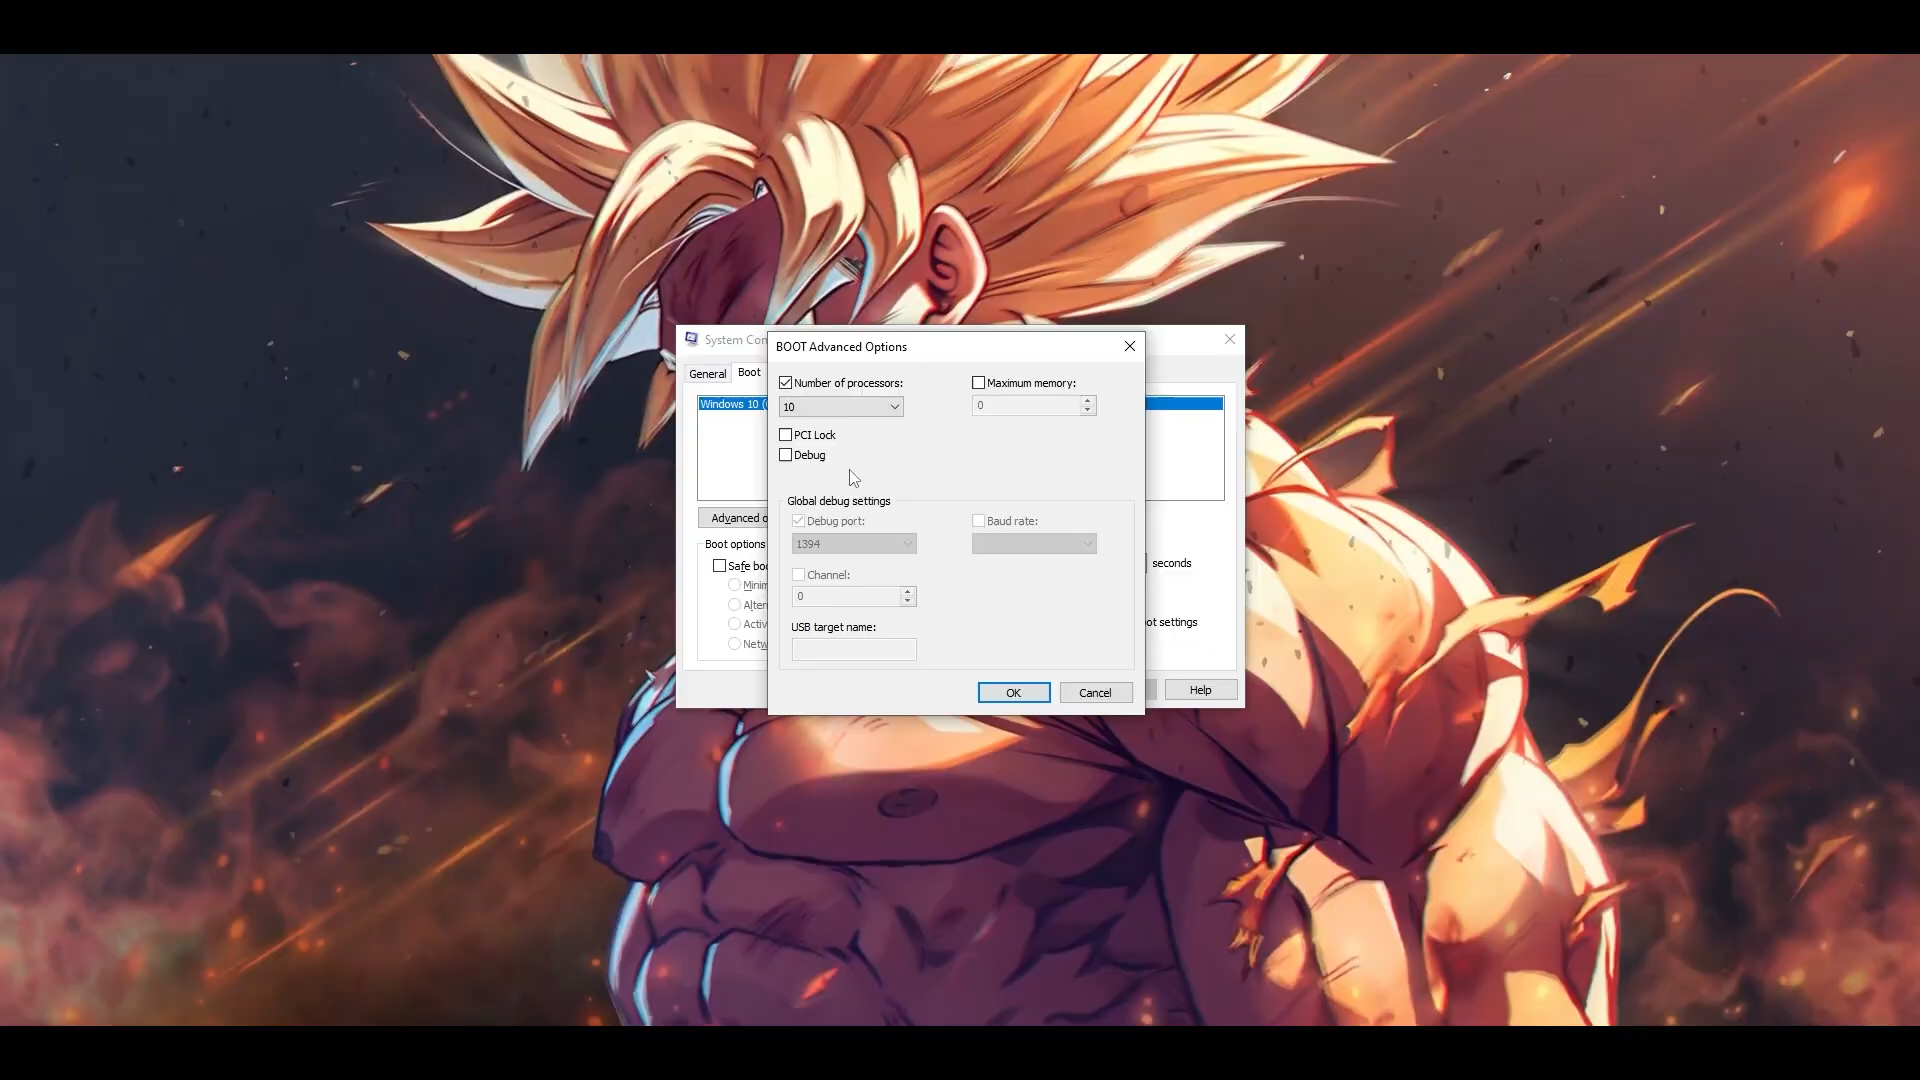 System Con
BOOT Advanced Options
General
Boot
Number of processors:
Maximum memory:
10
0
Windows 10 (
PCI Lock
Debug
Global debug settings
Advanced o
Debug port:
Baud rate:
1394
Boot options
Safe boo
seconds
Channel:
Minim
0
Alter
Activ
ot settings
USB target name:
Netw
OK
Cancel
Help